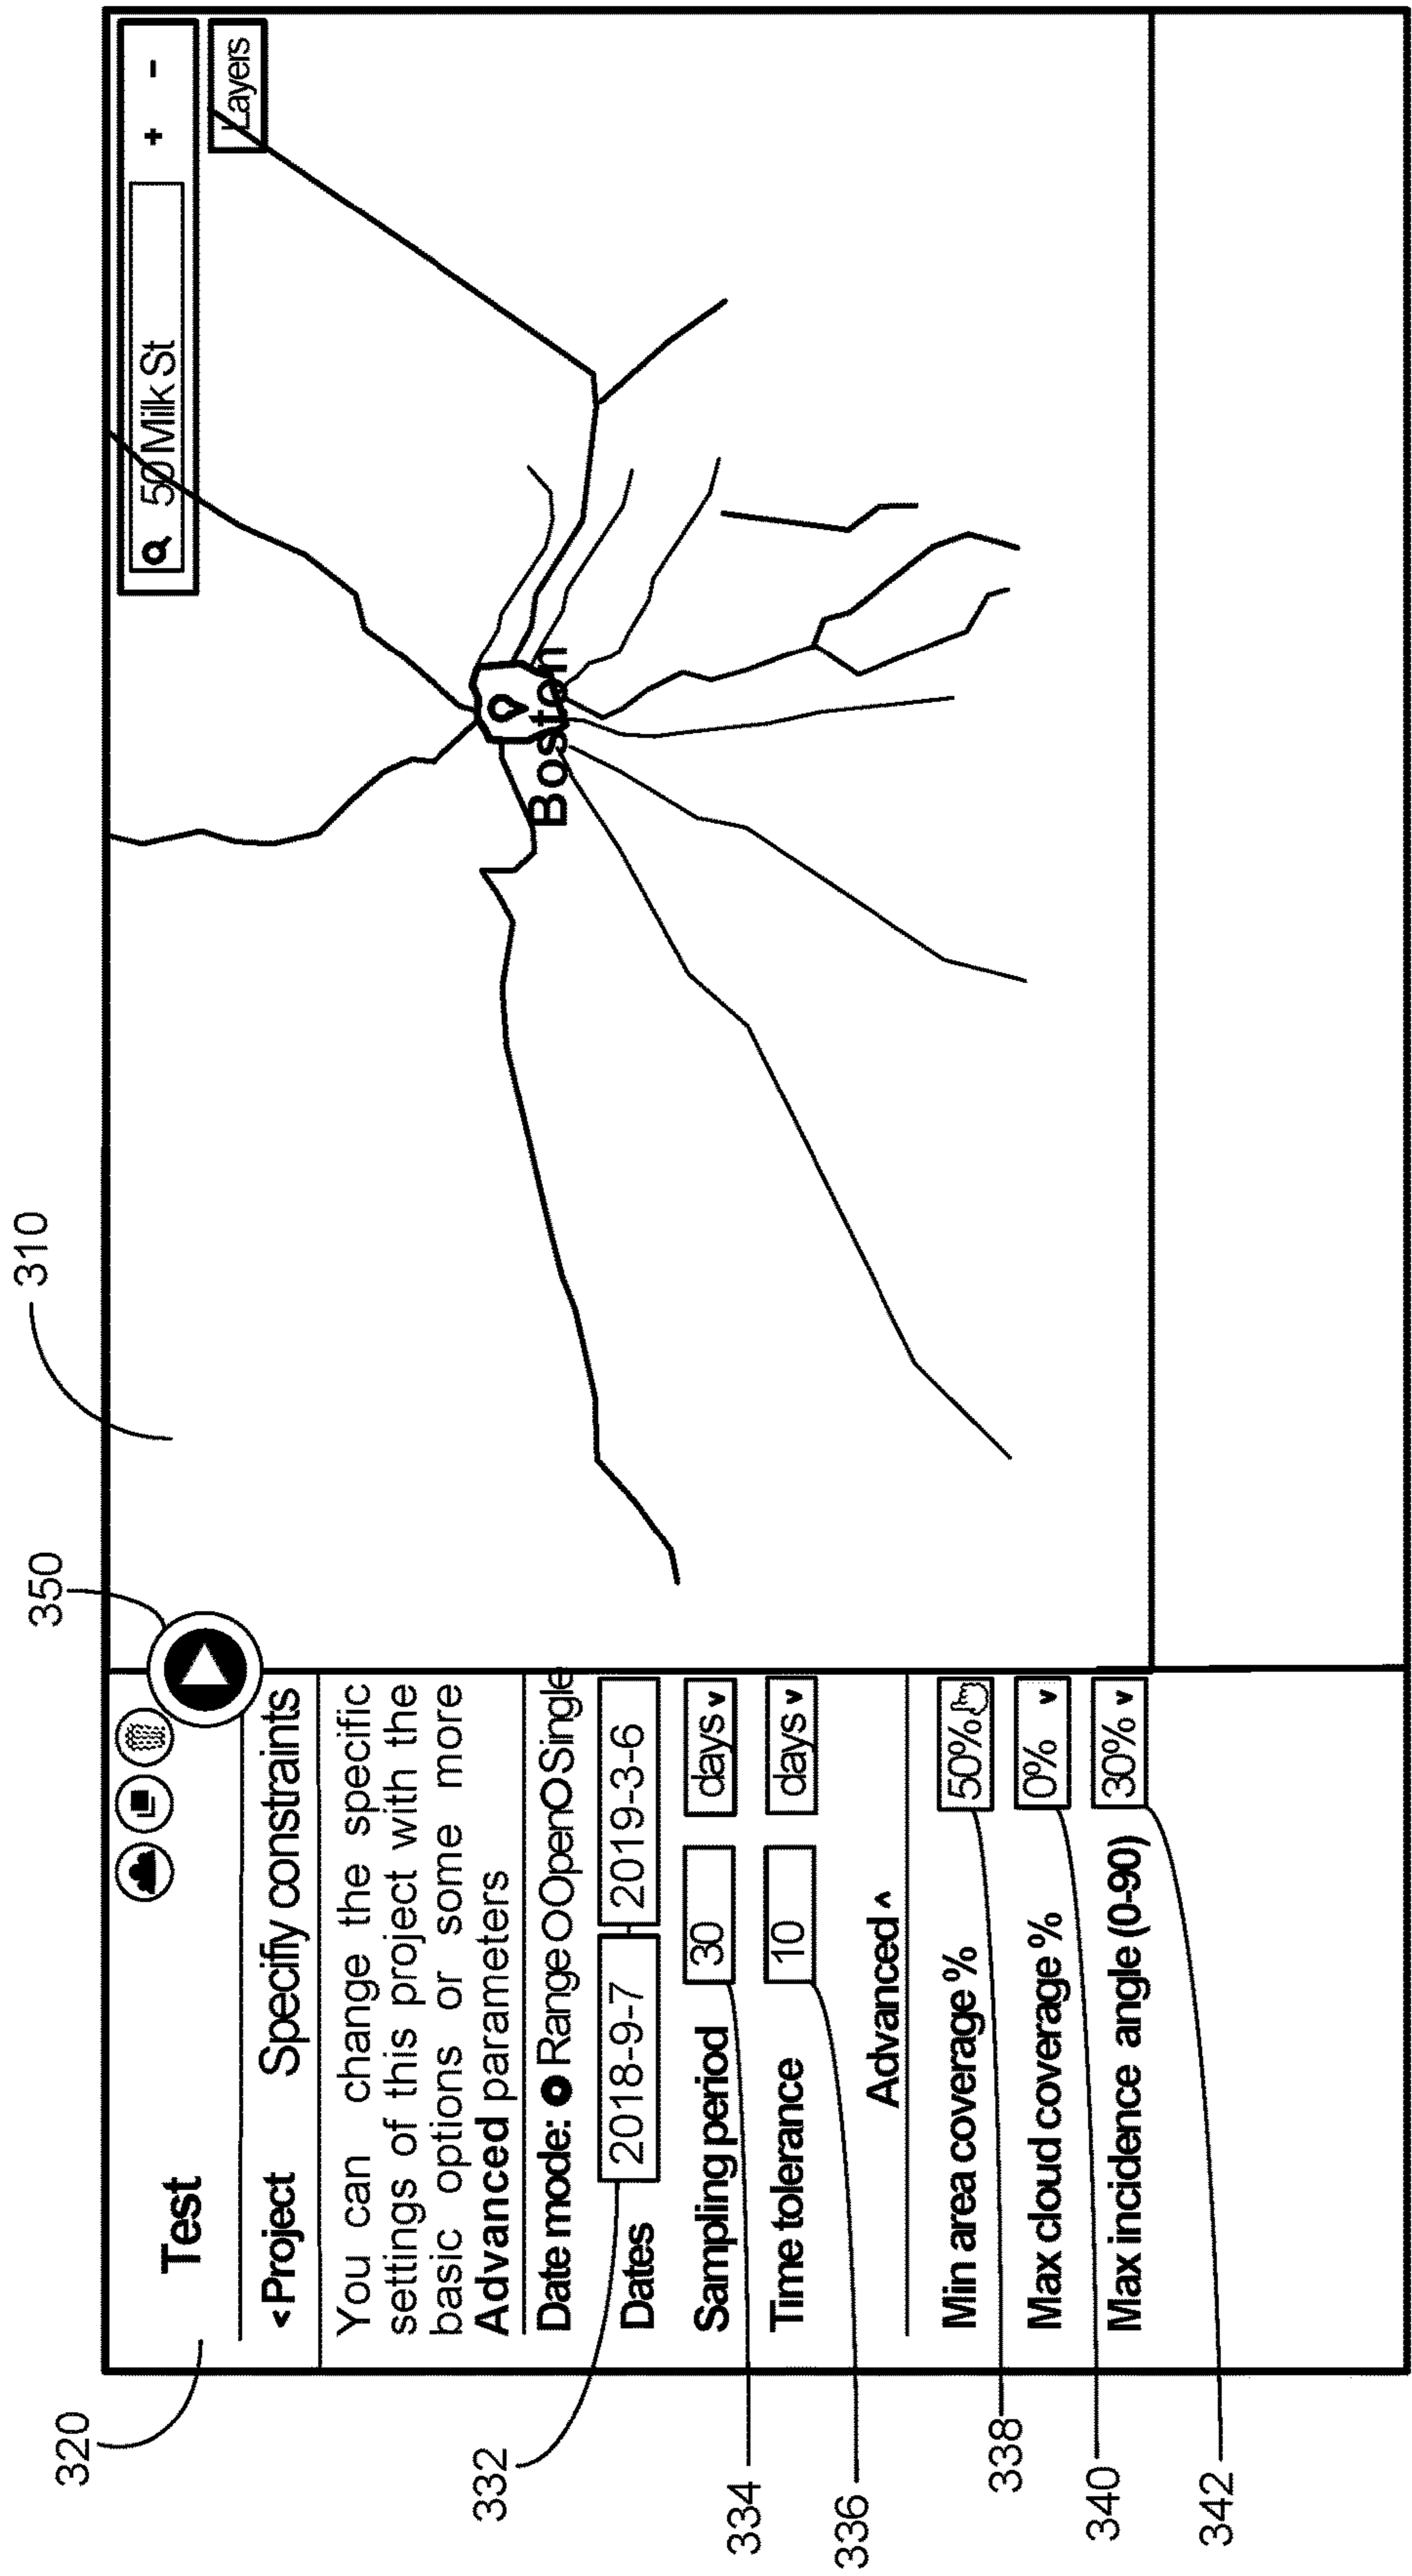 310
350
320
Test
50 Milk St + -
Layers
<Project Specifiy constraints
You can change the specific
settings of this project with the
basic options or some more
Advanced parameters
Date mode: Range Open Single
Dates 2018-9-7 - 2019-3-6
Sampling period 30 days v
Time tolerance 10 days v
Advanced ^
Min area coverage % 50%
Max cloud coverage % 0% v
Max incidence angle (0-90) 30% v
Boston
332
334
336
338
340
342